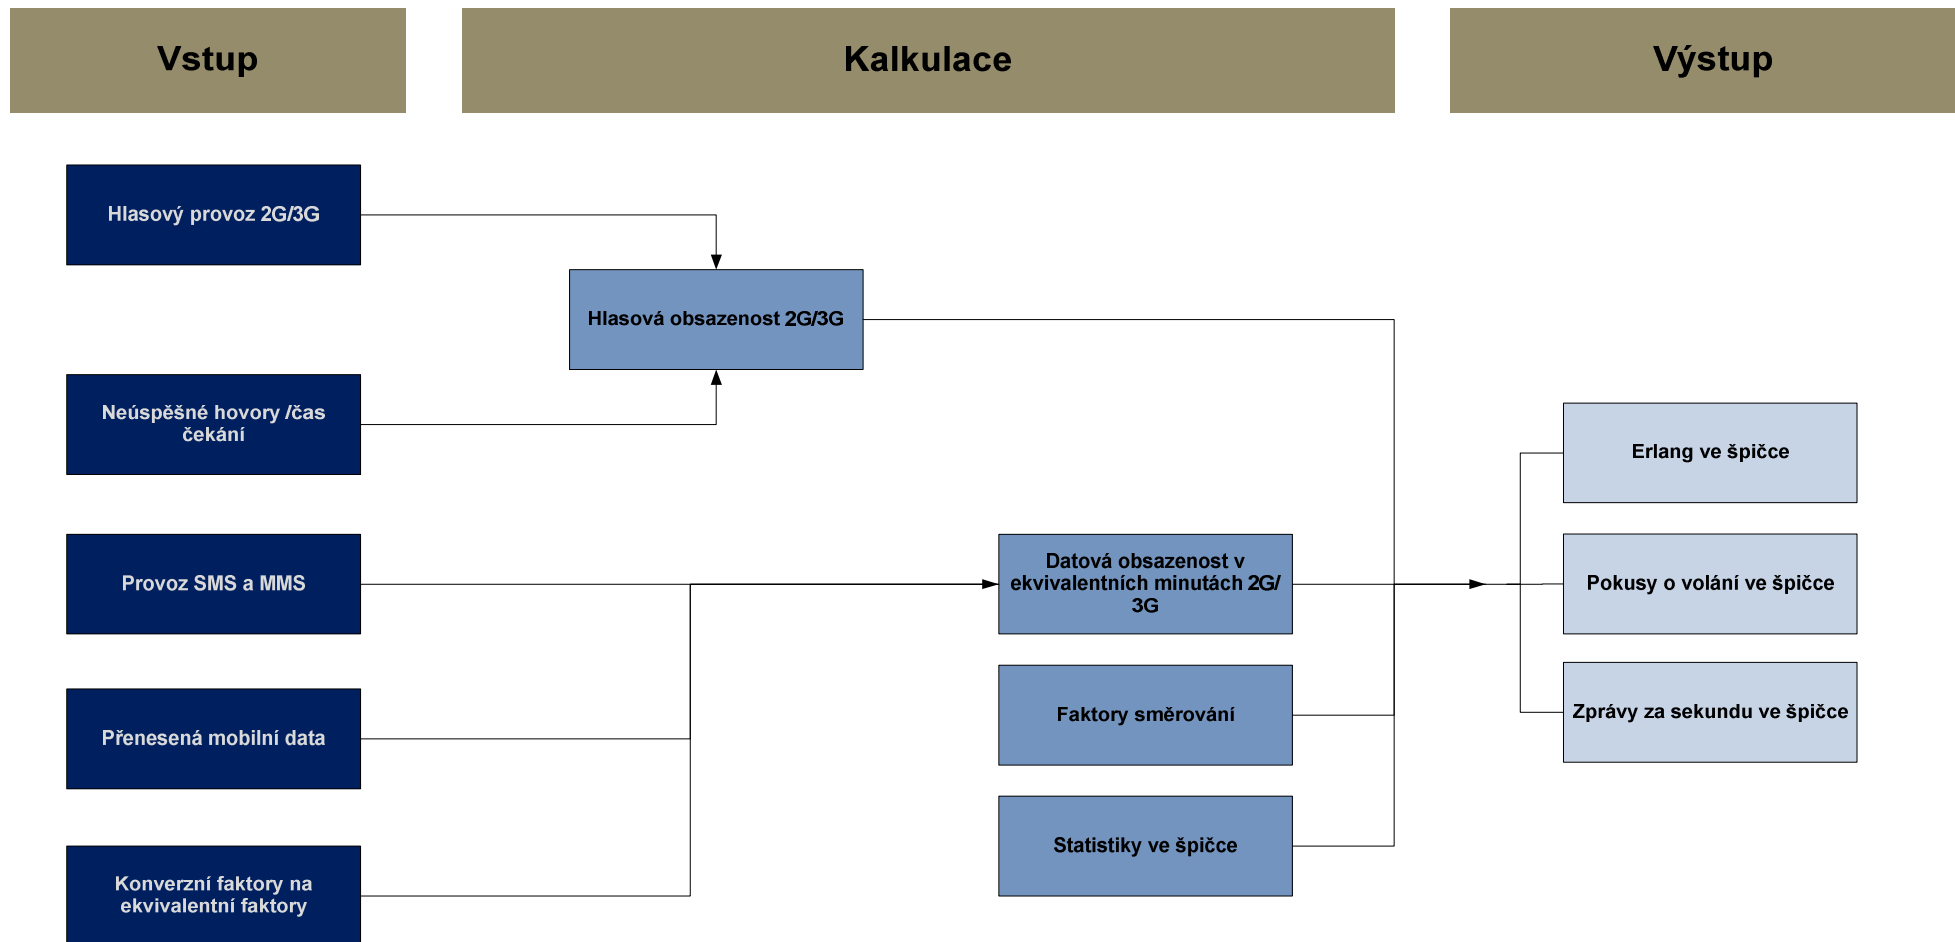 Vstup
Kalkulace
Výstup
Hlasový provoz 2G/3G
Hlasová obsazenost 2G/3G
Neúspěšné hovory /čas
čekání
Erlang ve špičce
Provoz SMS a MMS
Datová obsazenost v
ekvivalentních minutách 2G/
3G
Pokusy o volání ve špičce
Přenesená mobilní data
Faktory směrování
Zprávy za sekundu ve špičce
Konverzní faktory na
ekvivalentní faktory
Statistiky ve špičce